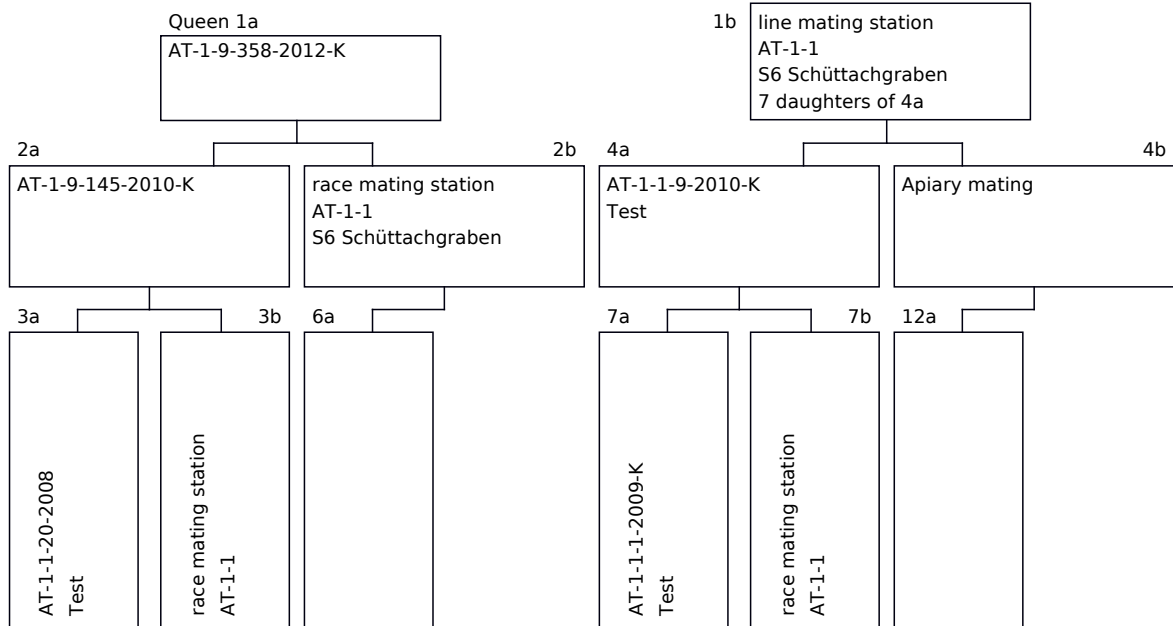 Queen 1a
AT-1-9-358-2012-K
1b
line mating station
AT-1-1
S6 Schüttachgraben
7 daughters of 4a
2a
AT-1-9-145-2010-K
2b
race mating station
AT-1-1
S6 Schüttachgraben
4a
AT-1-1-9-2010-K
Test
4b
Apiary mating
3a
AT-1-1-20-2008
Test
3b
race mating station
AT-1-1
6a
7a
AT-1-1-1-2009-K
Test
7b
race mating station
AT-1-1
12a